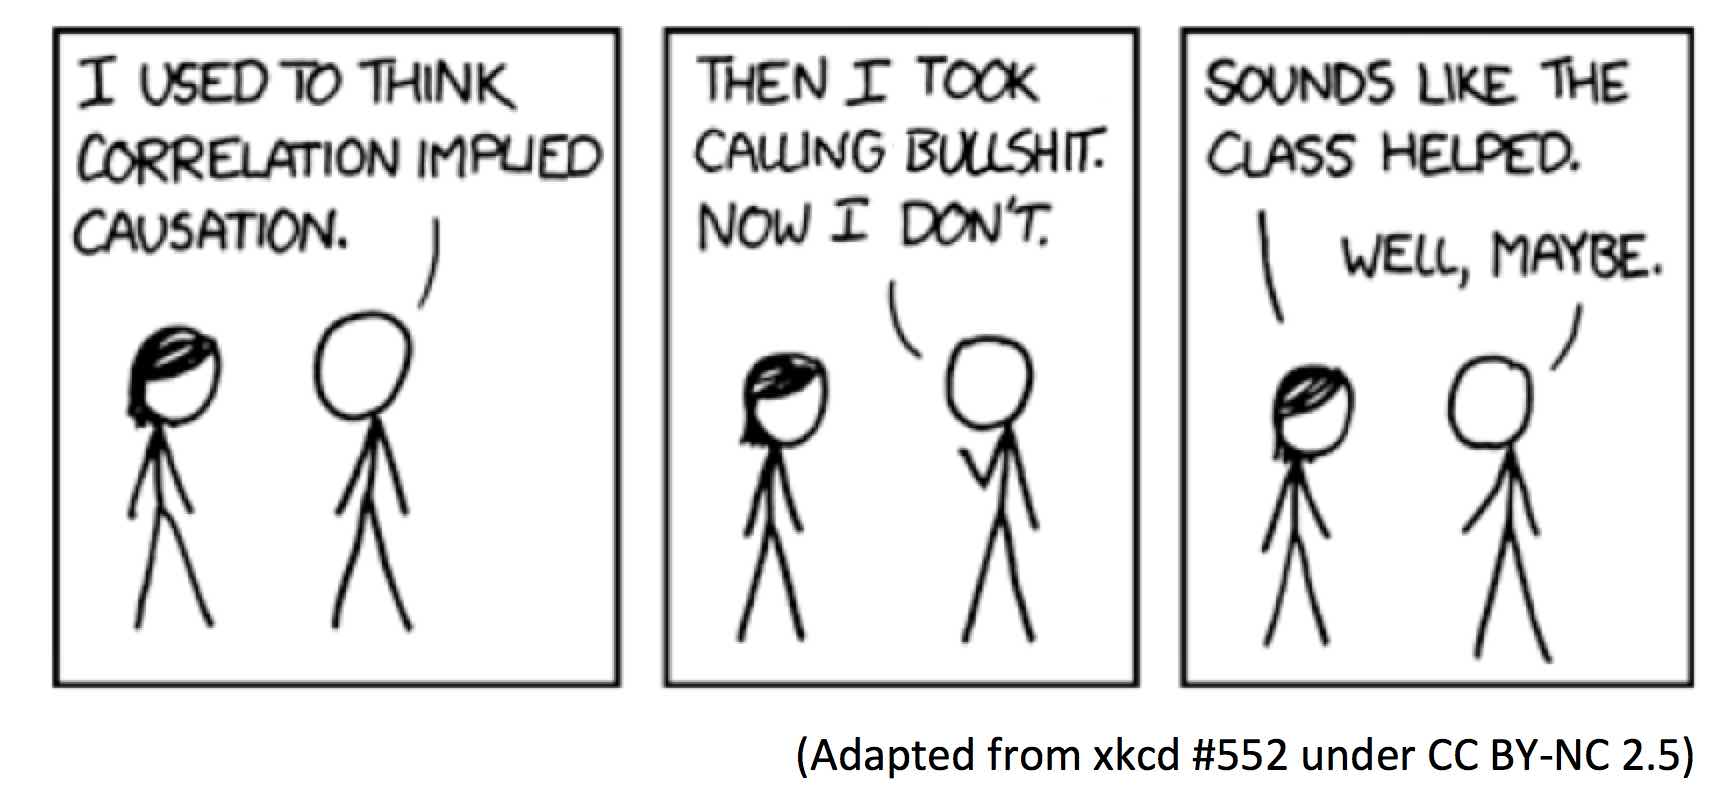 I USED TO THINK
CORRELATION IMPLIED
CAUSATION.
THEN I TOOK
CALLING BULLSHIT.
NOW I DON'T.
SOUNDS LIKE THE
CLASS HELPED.
WELL, MAYBE.
(Adapted from xkcd #552 under CC BY-NC 2.5)